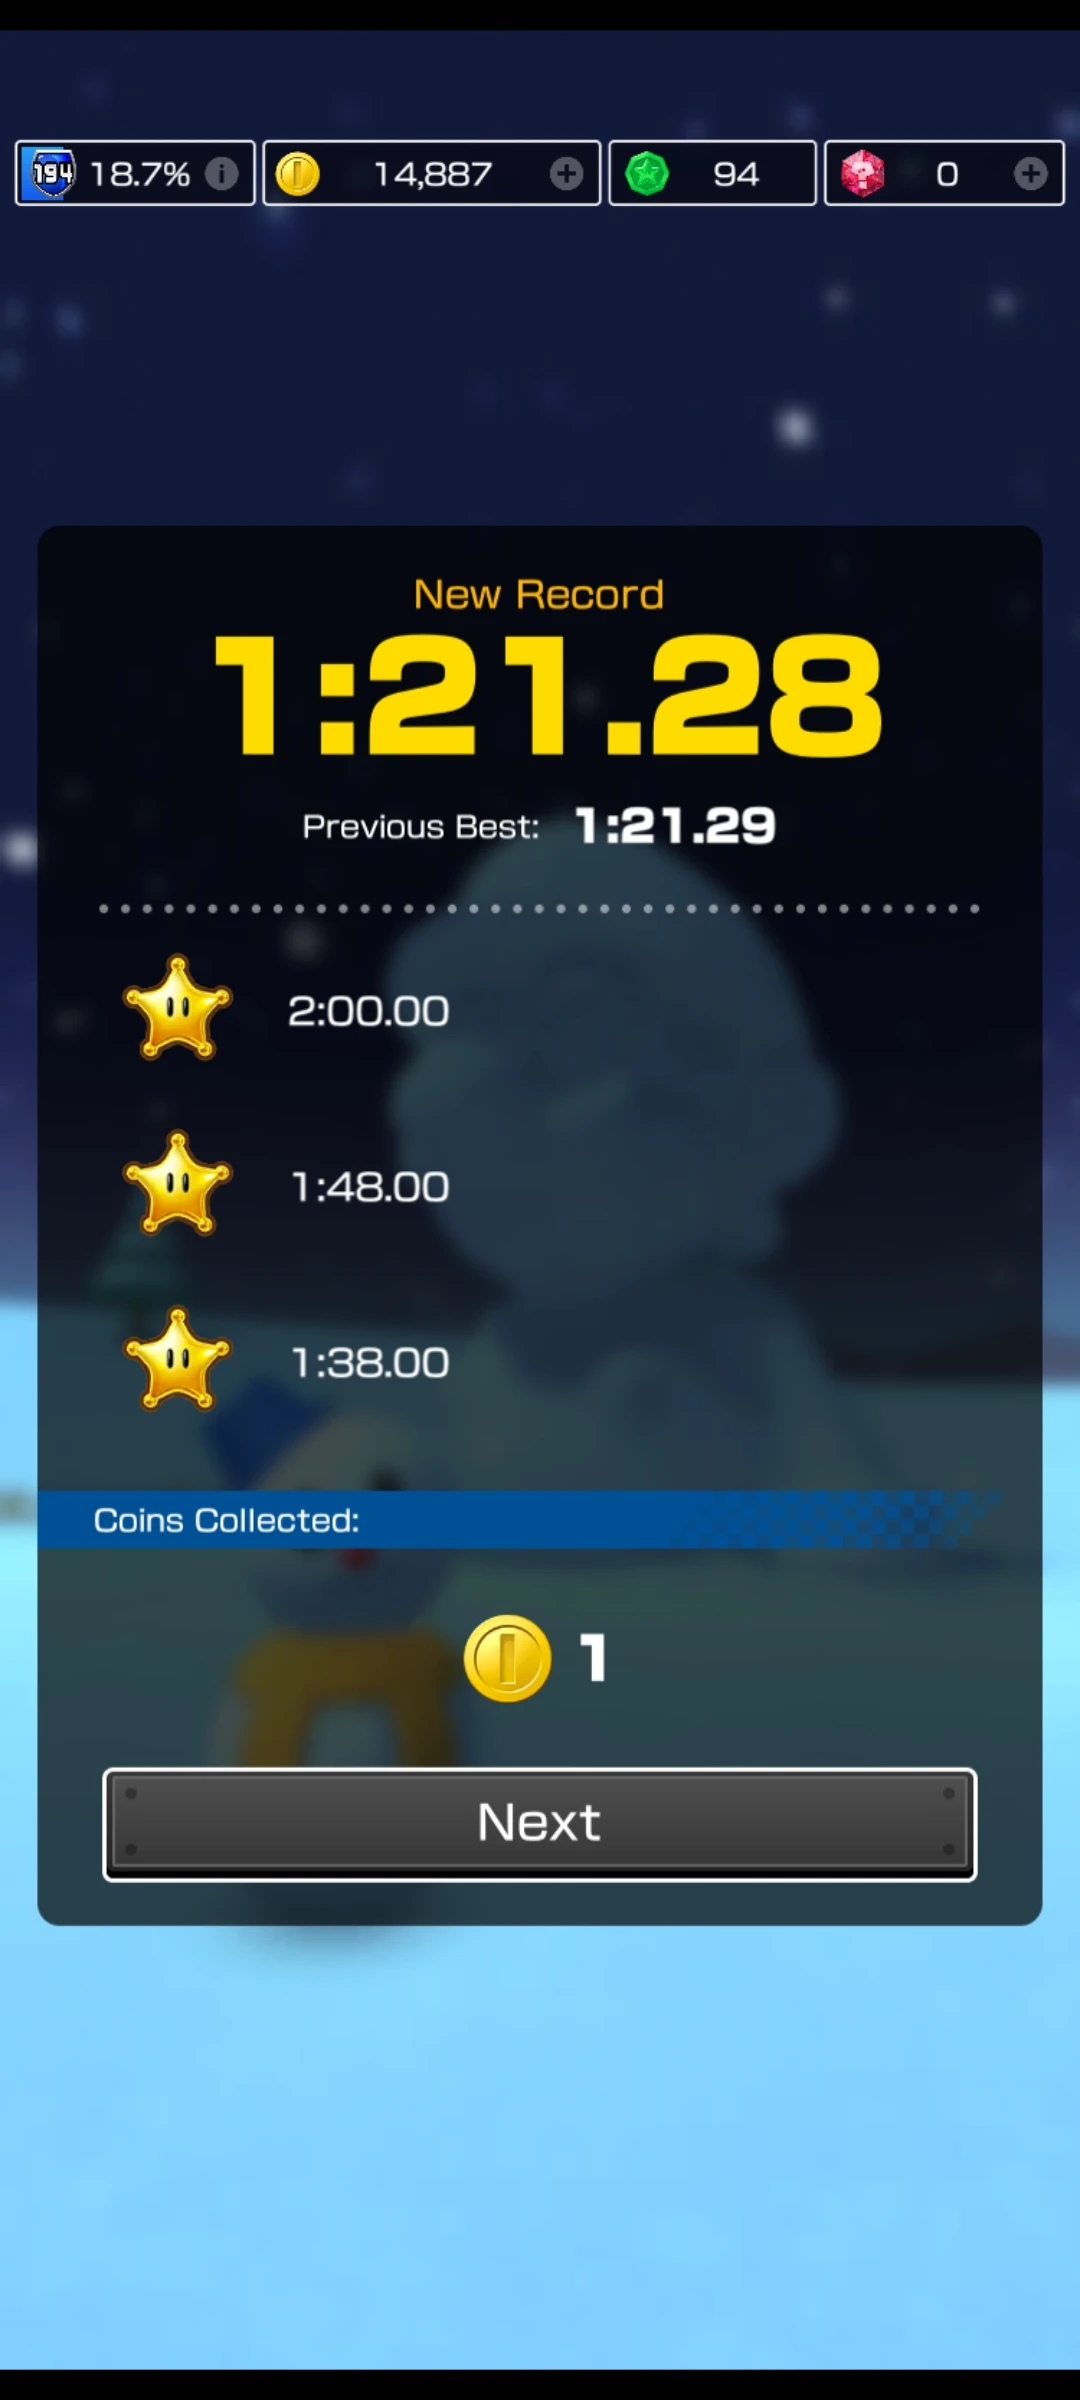 194 18.7% i 14,887 + 94 0 +
New Record
1:21.28
Previous Best: 1:21.29
2:00.00
1:48.00
1:38.00
Coins Collected:
1
Next